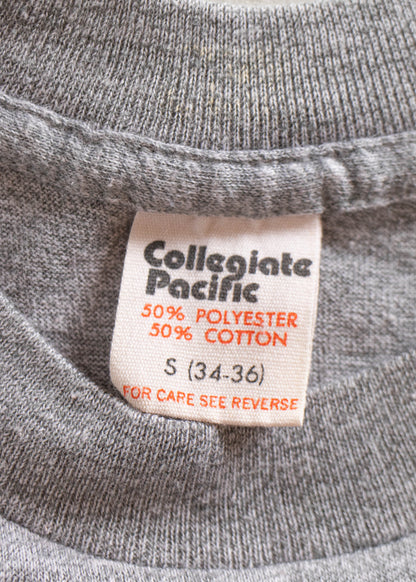 Collegiate
Pacific
50% POLYESTER
50% COTTON
S (34-36)
FOR CARE SEE REVERSE